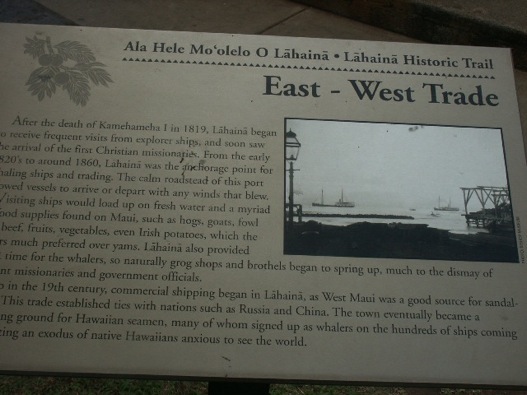 Ala Hele Moʻolelo O Lāhainā • Lāhainā Historic Trail
East - West Trade
After the death of Kamehameha I in 1819, Lāhainā began
receive frequent visits from explorer ships, and soon saw
arrival of the first Christian missionaries. From the early
1820's to around 1860, Lāhainā was the anchorage point for
whaling ships and trading. The calm roadstead of this port
vessels to arrive or depart with any winds that blew.
Visiting ships would load up on fresh water and a myriad
food supplies found on Maui, such as hogs, goats, fowl
beef, fruits, vegetables, even Irish potatoes, which the
much preferred over yams. Lāhainā also provided
time for the whalers, so naturally grog shops and brothels began to spring up, much to the dismay of
missionaries and government officials.
in the 19th century, commercial shipping began in Lāhainā, as West Maui was a good source for sandal-
This trade established ties with nations such as Russia and China. The town eventually became a
ground for Hawaiian seamen, many of whom signed up as whalers on the hundreds of ships coming
an exodus of native Hawaiians anxious to see the world.